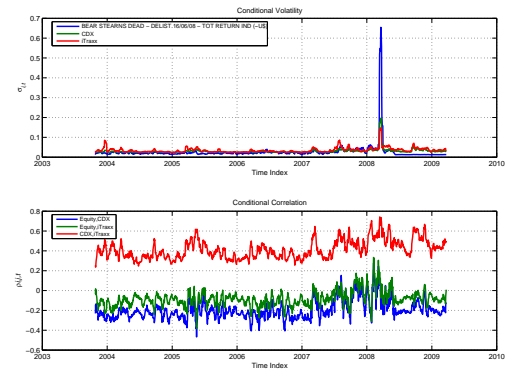 Conditional Volatility
0.7
0.6
0.5
0.4
0.3
0.2
0.1
0
σi,t
BEAR STEARNS DEAD − DELIST.16/06/08 − TOT RETURN IND (~U$)
CDX
iTraxx
2003 2004 2005 2006 2007 2008 2009 2010
Time Index
Conditional Correlation
0.8
0.6
0.4
0.2
0
−0.2
−0.4
−0.6
Equity,CDX
Equity,iTraxx
CDX,iTraxx
2003 2004 2005 2006 2007 2008 2009 2010
Time Index